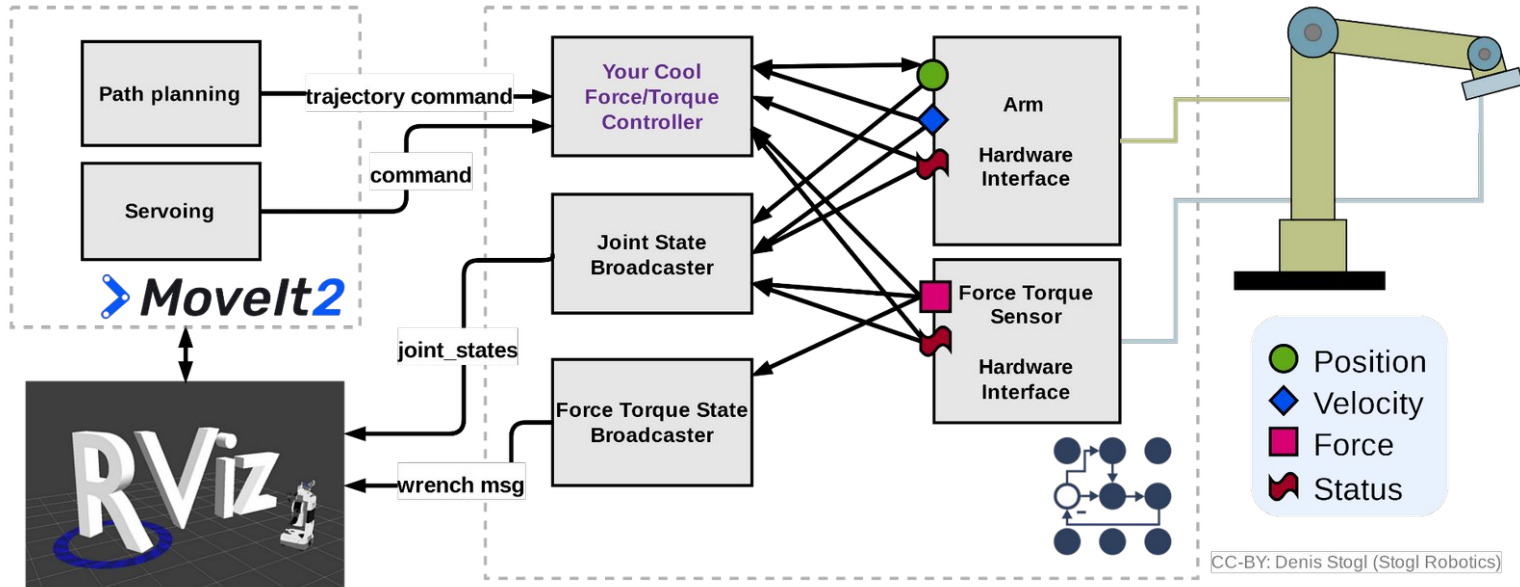 Path planning
Servoing
MoveIt2
trajectory command
command
Your Cool
Force/Torque
Controller
Joint State
Broadcaster
Force Torque State
Broadcaster
joint_states
wrench msg
RViz
Arm
Hardware
Interface
Force Torque
Sensor
Hardware
Interface
Position
Velocity
Force
Status
CC-BY: Denis Stogl (Stogl Robotics)